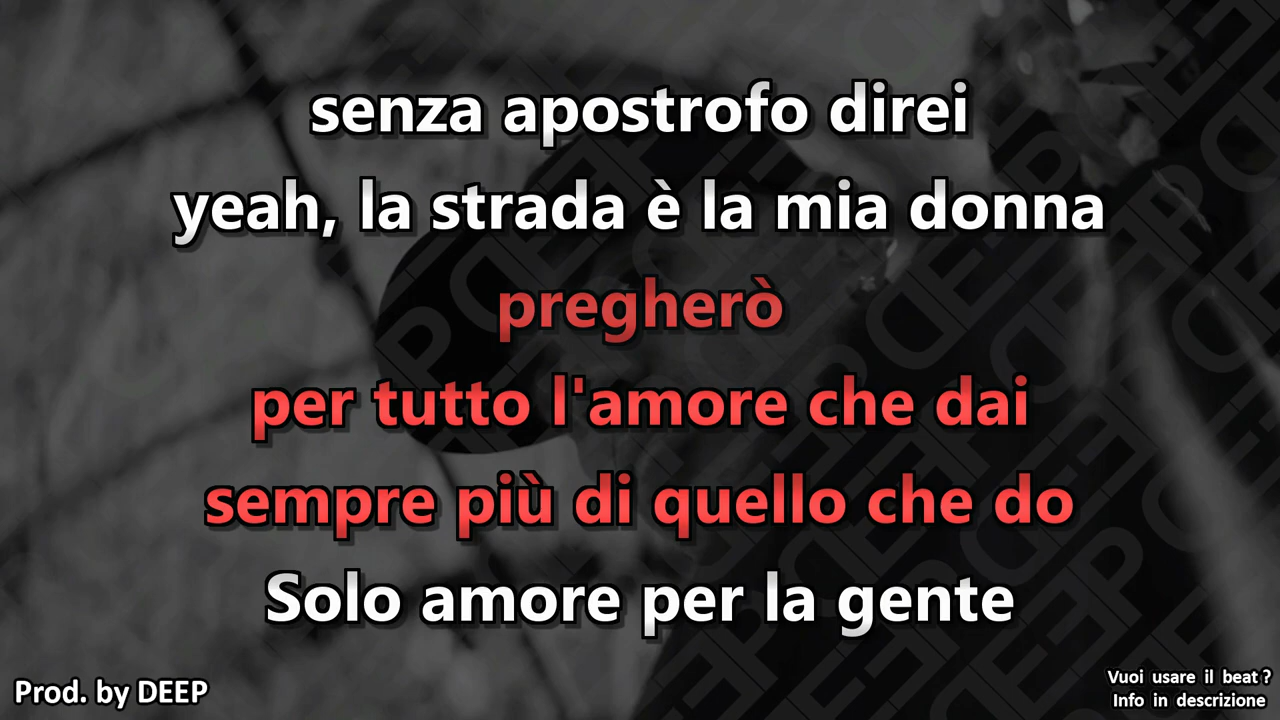 senza apostrofo direi
yeah, la strada è la mia donna
pregherò
per tutto l'amore che dai
sempre più di quello che do
Solo amore per la gente
Prod. by DEEP
Vuoi usare il beat ?
Info in descrizione